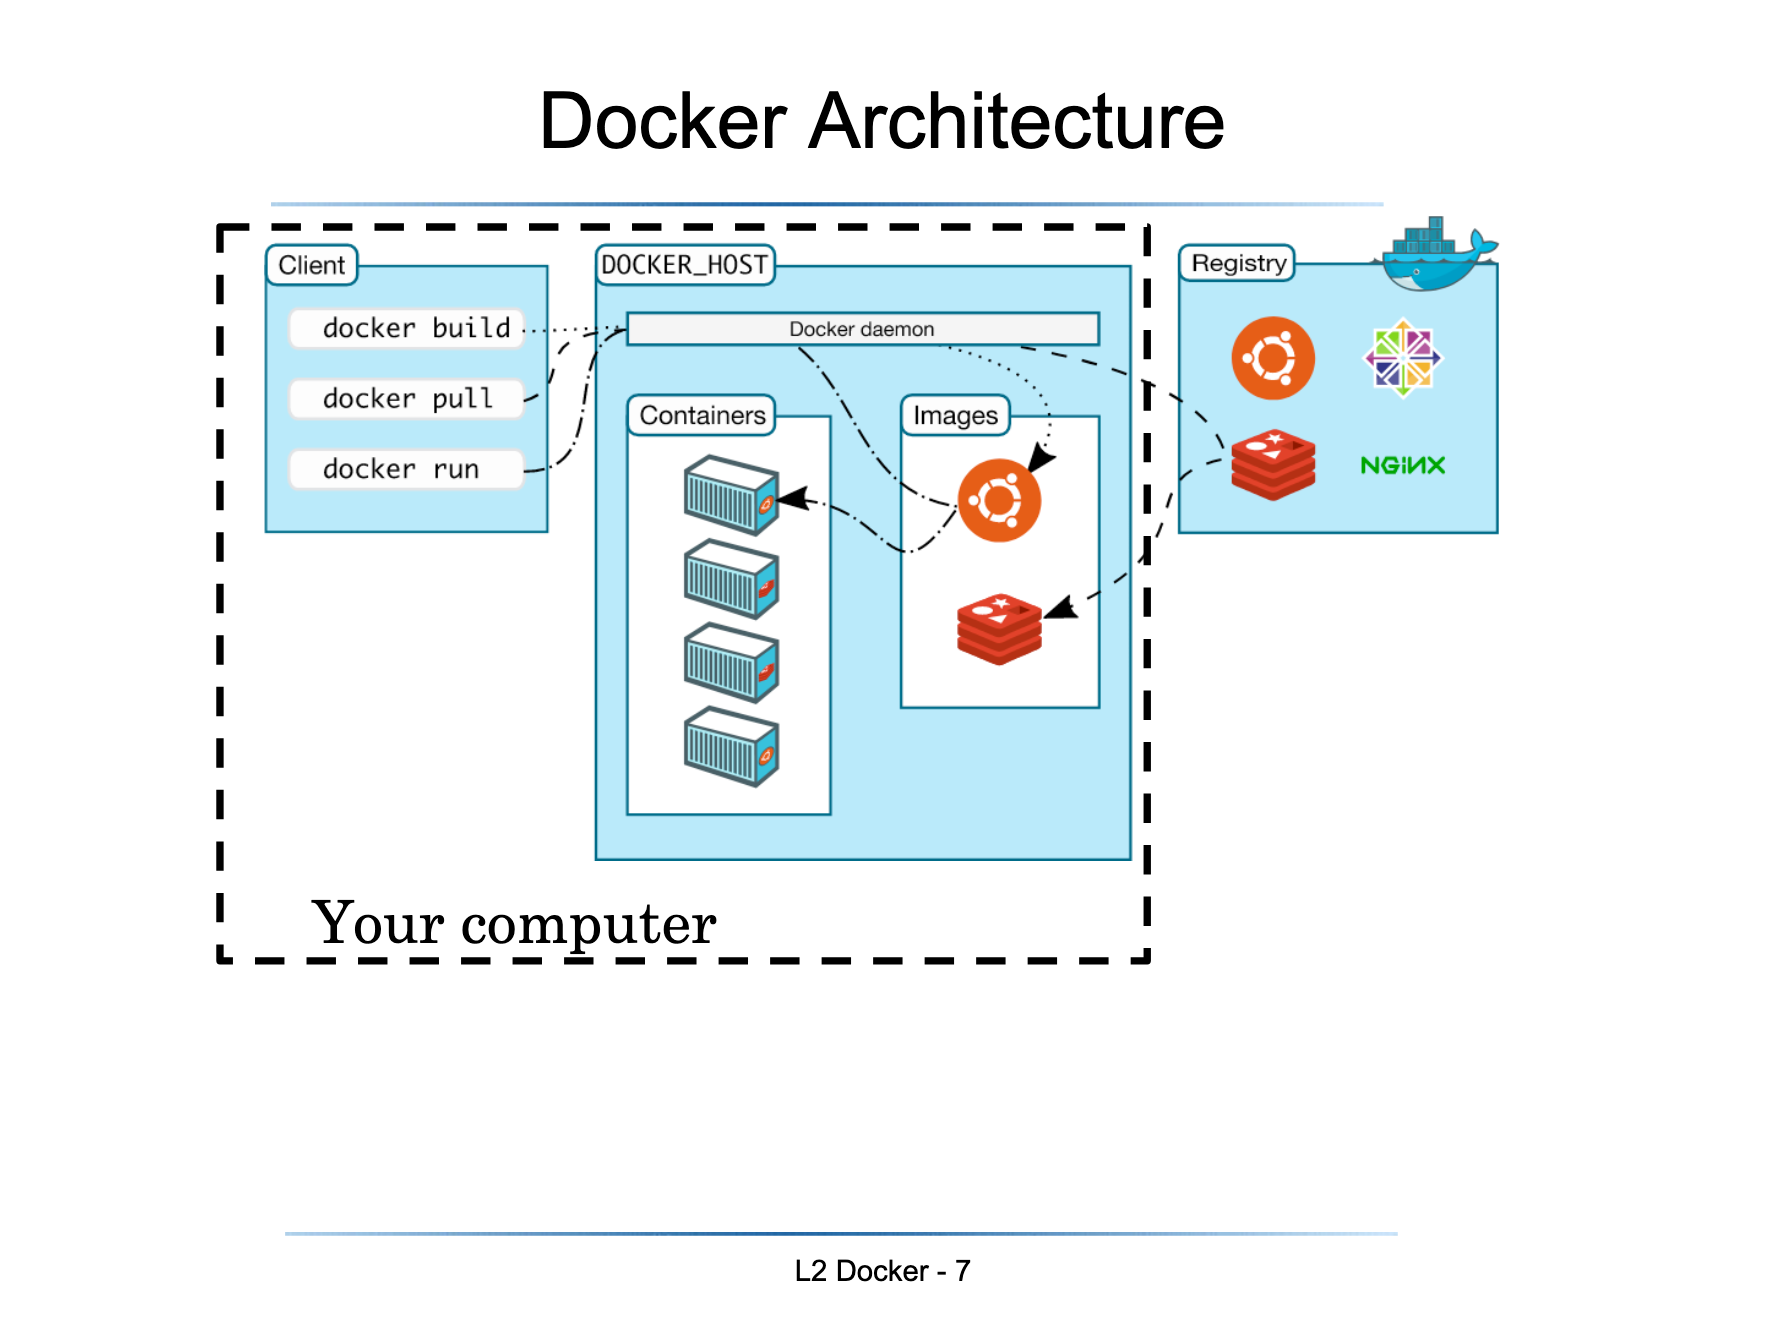 Docker Architecture
Client
docker build
docker pull
docker run
DOCKER_HOST
Docker daemon
Containers
Images
Registry
NGiNX
Your computer
L2 Docker - 7